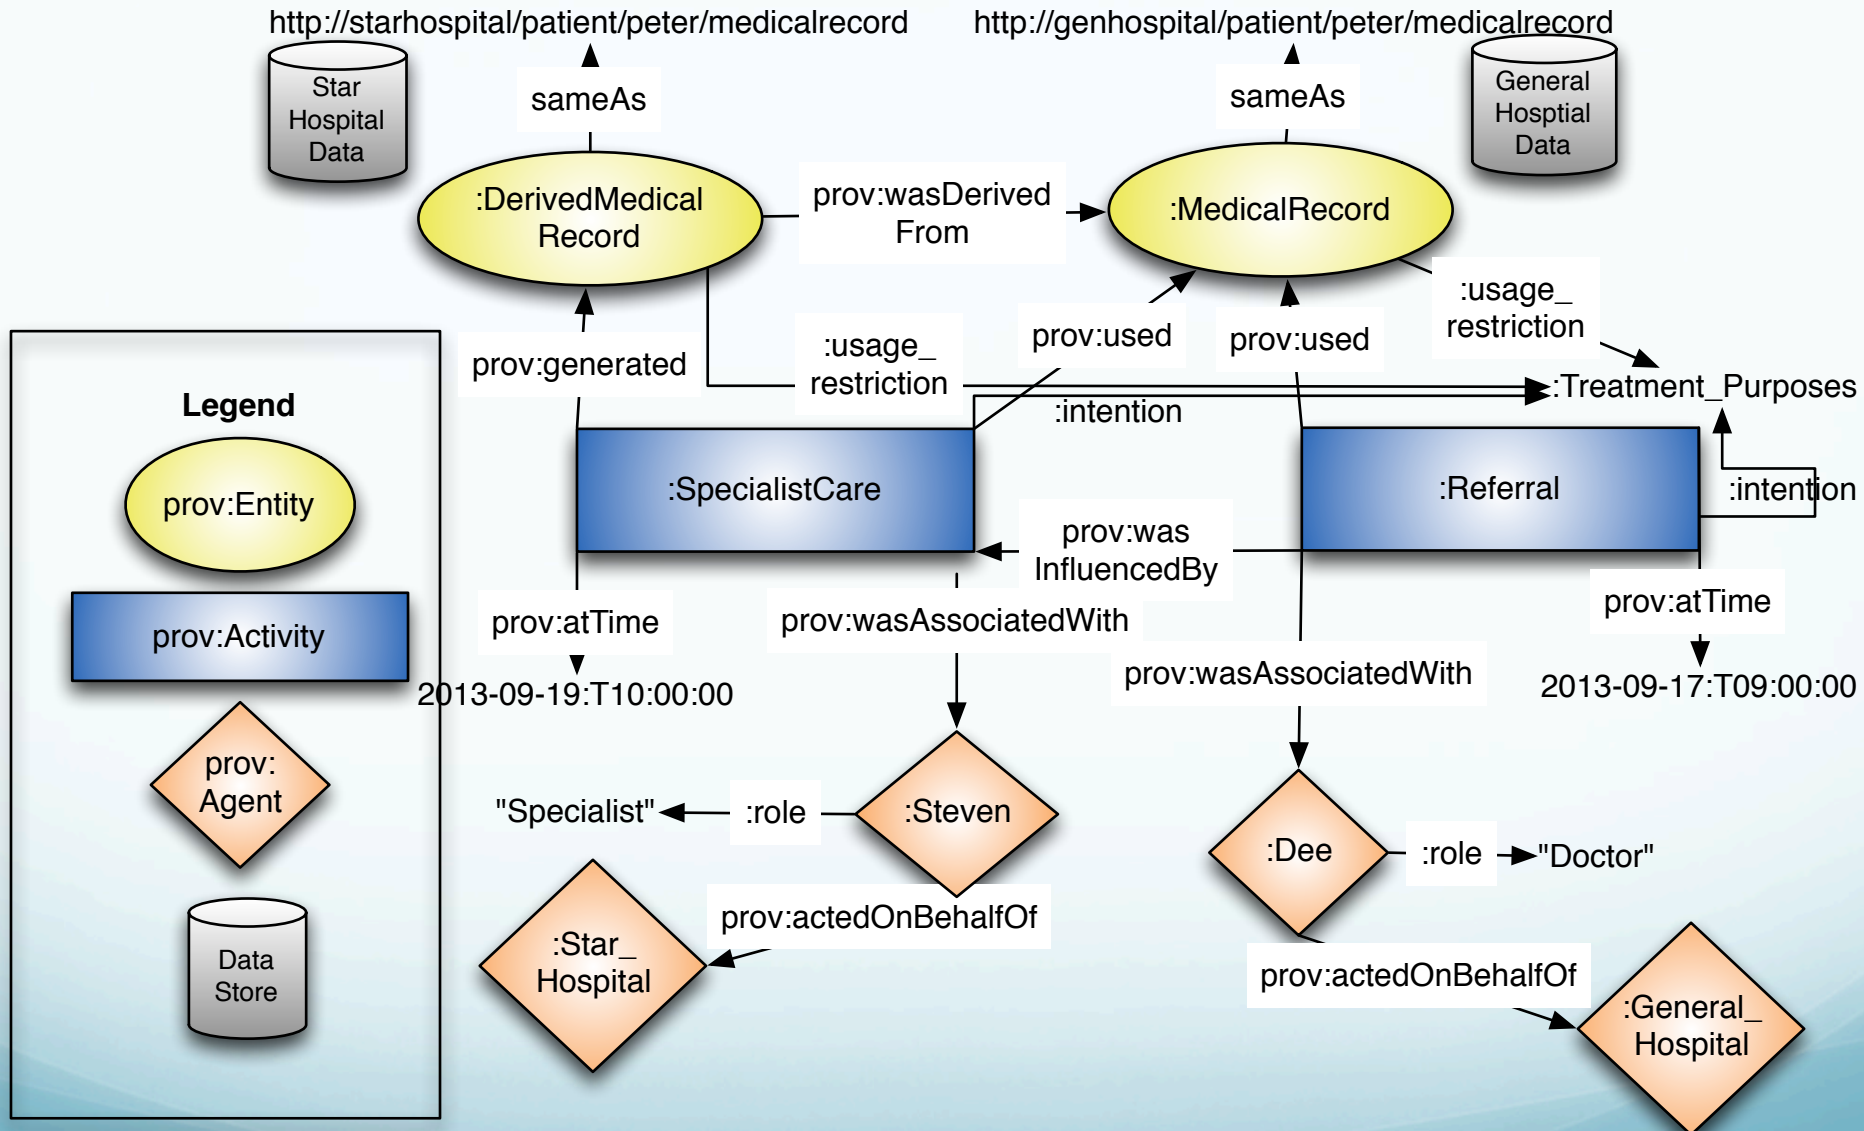 http://starhospital/patient/peter/medicalrecord
http://genhospital/patient/peter/medicalrecord
Star
Hospital
Data
sameAs
sameAs
General
Hosptial
Data
:DerivedMedical
Record
prov:wasDerived
From
:MedicalRecord
:usage_
restriction
prov:generated
:usage_
restriction
prov:used
prov:used
:Treatment_Purposes
:intention
Legend
prov:Entity
prov:Activity
prov:
Agent
Data
Store
:SpecialistCare
:Referral
:intention
prov:was
InfluencedBy
prov:atTime
2013-09-19:T10:00:00
prov:wasAssociatedWith
prov:wasAssociatedWith
prov:atTime
2013-09-17:T09:00:00
"Specialist"
:role
:Steven
:Dee
:role
"Doctor"
prov:actedOnBehalfOf
:Star_
Hospital
prov:actedOnBehalfOf
:General_
Hospital